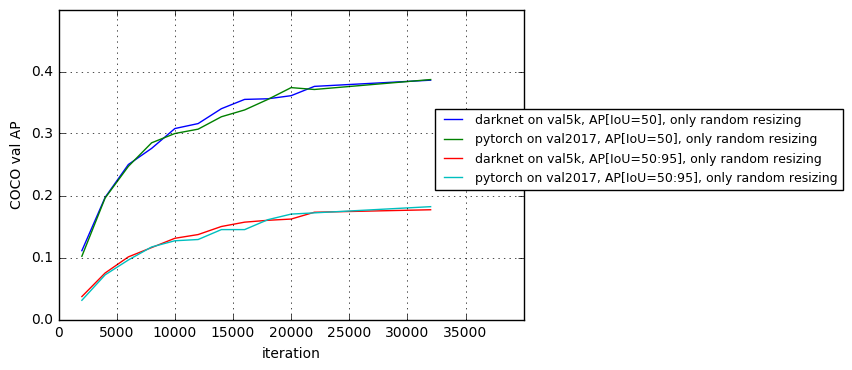 COCO val AP
0.4
0.3
0.2
0.1
0.0
0 5000 10000 15000 20000 25000 30000 35000
iteration
darknet on val5k, AP[IoU=50], only random resizing
pytorch on val2017, AP[IoU=50], only random resizing
darknet on val5k, AP[IoU=50:95], only random resizing
pytorch on val2017, AP[IoU=50:95], only random resizing